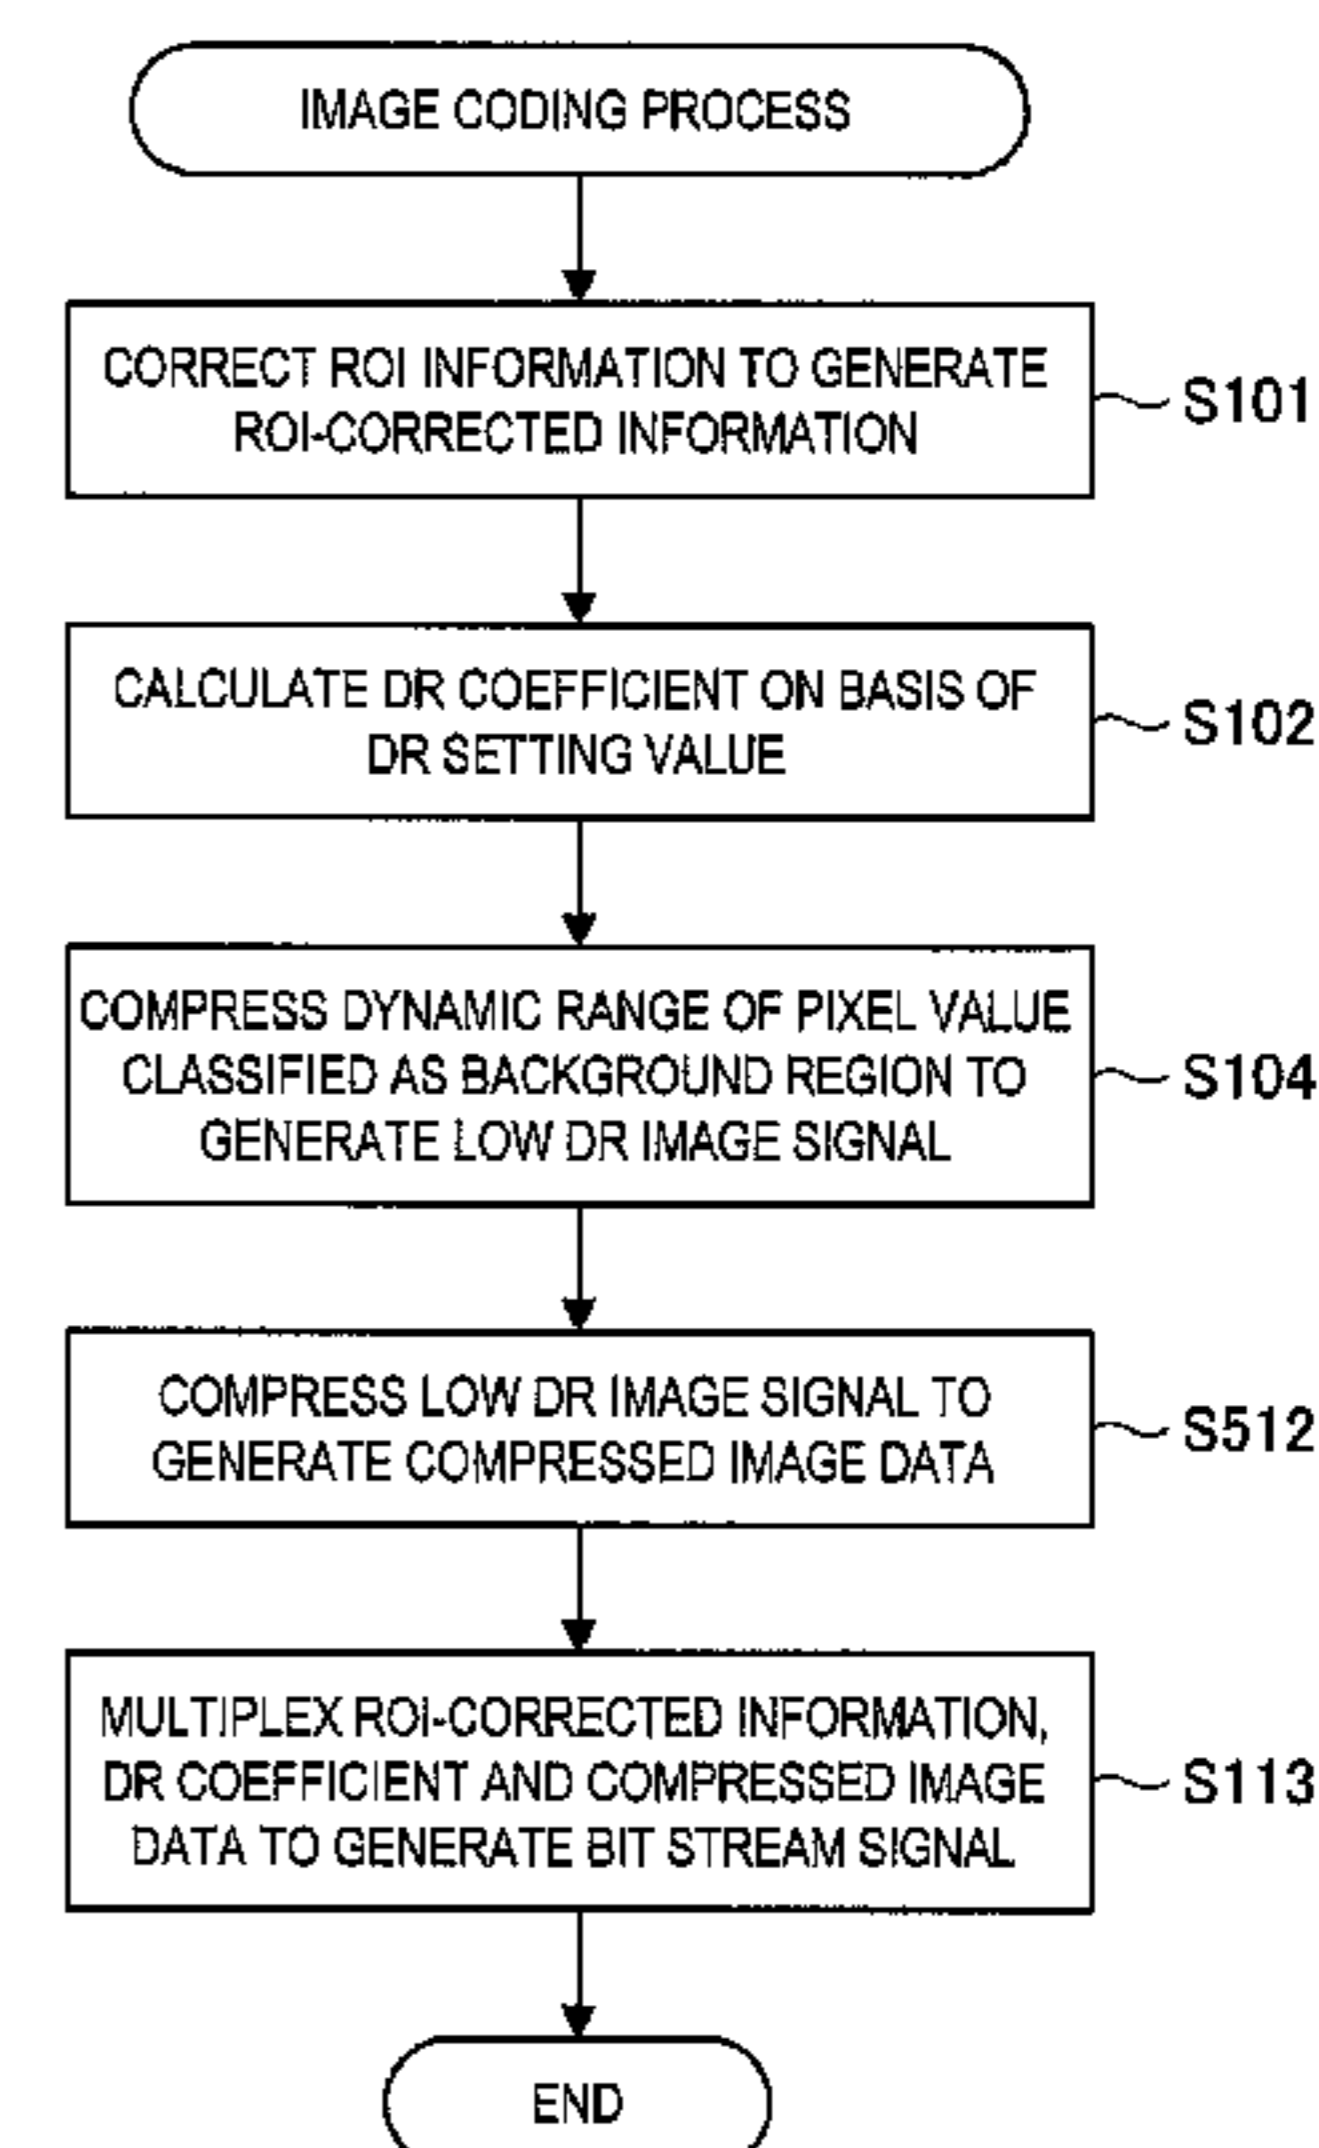 IMAGE CODING PROCESS
CORRECT ROI INFORMATION TO GENERATE
ROI-CORRECTED INFORMATION
S101
CALCULATE DR COEFFICIENT ON BASIS OF
DR SETTING VALUE
S102
COMPRESS DYNAMIC RANGE OF PIXEL VALUE
CLASSIFIED AS BACKGROUND REGION TO
GENERATE LOW DR IMAGE SIGNAL
S104
COMPRESS LOW DR IMAGE SIGNAL TO
GENERATE COMPRESSED IMAGE DATA
S512
MULTIPLEX ROI-CORRECTED INFORMATION,
DR COEFFICIENT AND COMPRESSED IMAGE
DATA TO GENERATE BIT STREAM SIGNAL
S113
END